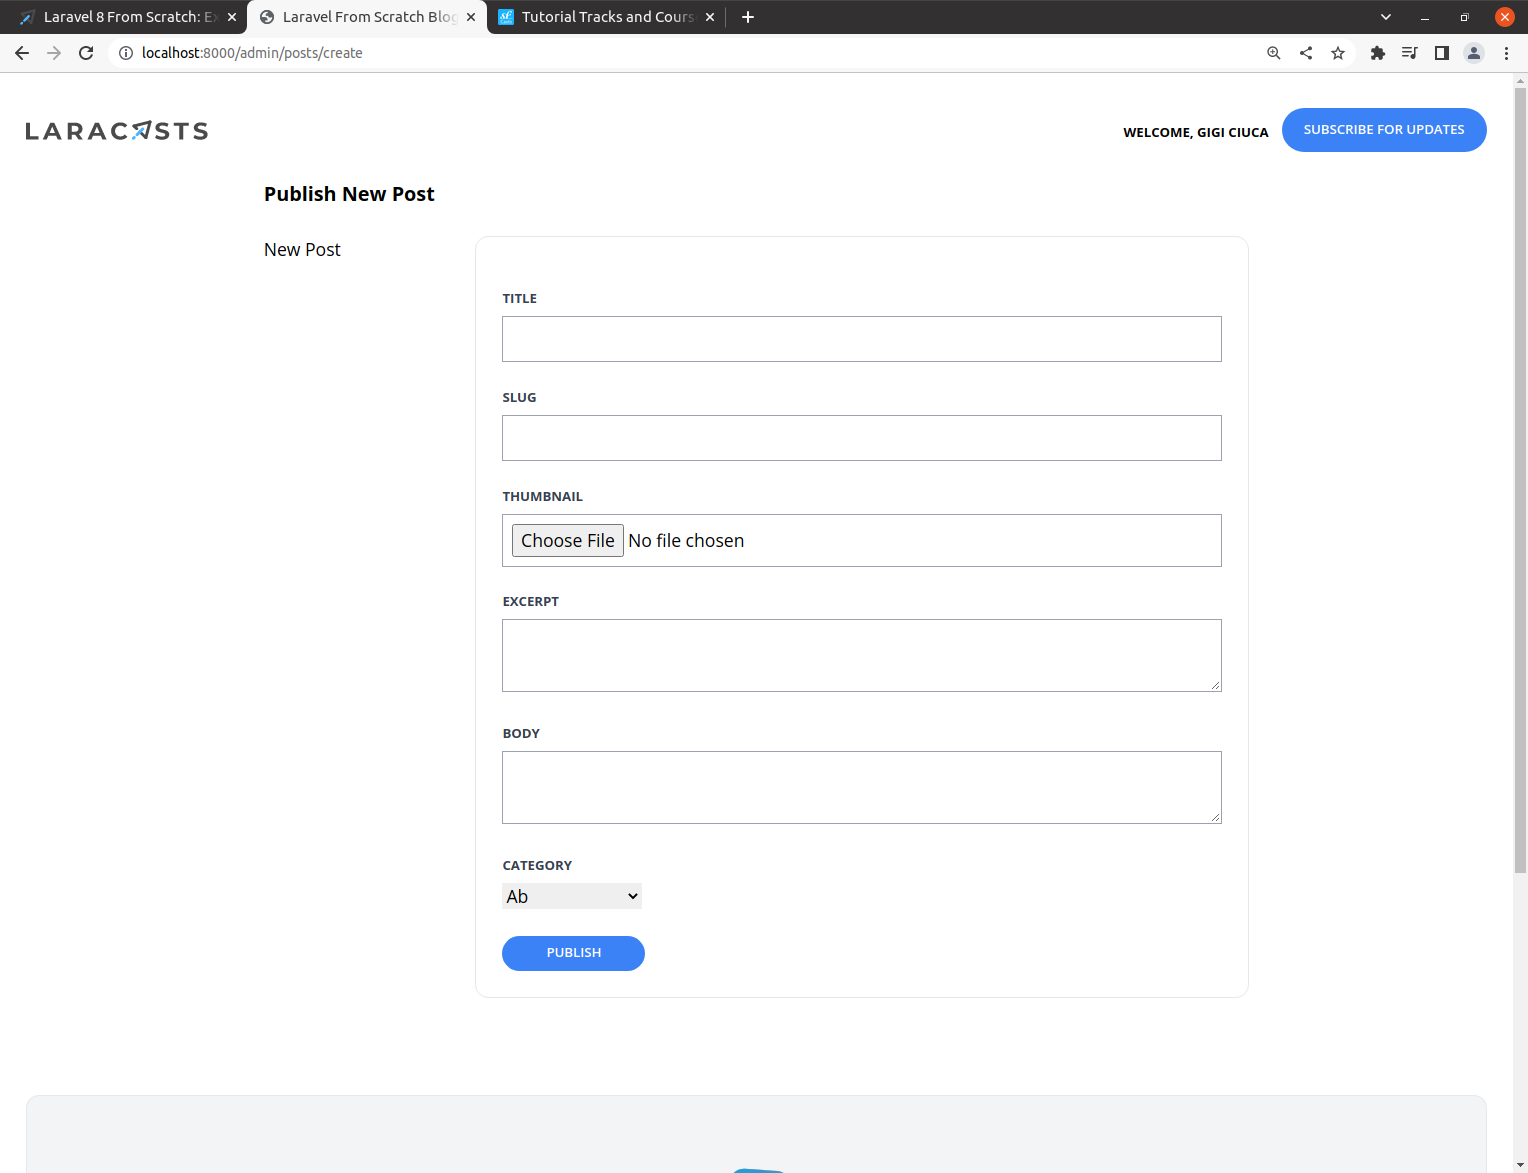 Laravel 8 From Scratch: Ex
Laravel From Scratch Blog
Tutorial Tracks and Cours
localhost:8000/admin/posts/create
LARACASTS
WELCOME, GIGI CIUCA
SUBSCRIBE FOR UPDATES
Publish New Post
New Post
TITLE
SLUG
THUMBNAIL
Choose File No file chosen
EXCERPT
BODY
CATEGORY
Ab
PUBLISH